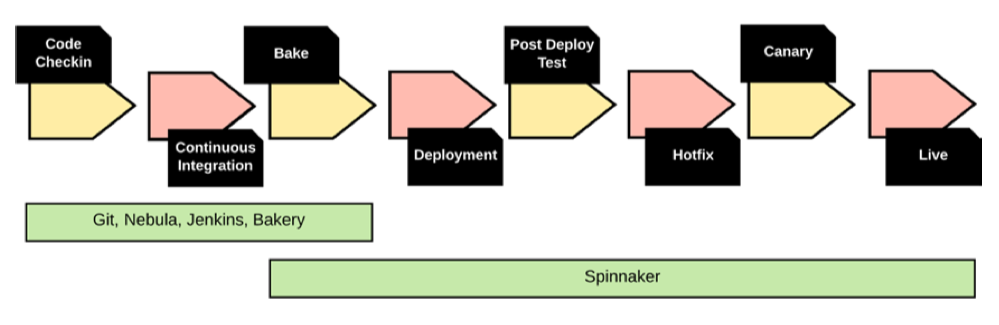 Code
Checkin
Continuous
Integration
Bake
Deployment
Post Deploy
Test
Hotfix
Canary
Live
Git, Nebula, Jenkins, Bakery
Spinnaker